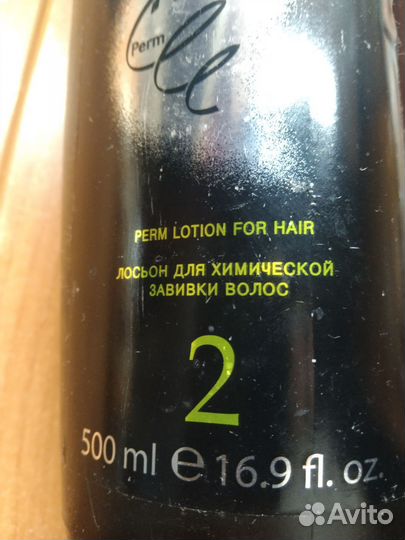 Perm
PERM LOTION FOR HAIR
ЛОСЬОН ДЛЯ ХИМИЧЕСКОЙ
ЗАВИВКИ ВОЛОС
2
500 ml ℮ 16.9 fl. oz.
Avito